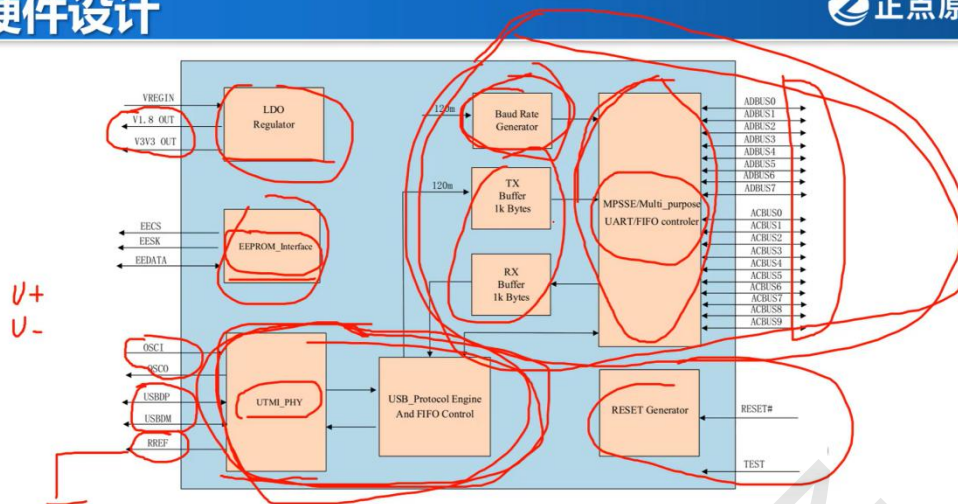 硬件设计
正点原
VREGIN
V1.8 OUT
V3V3 OUT
LDO
Regulator
EECS
EESK
EEDATA
EEPROM_Interface
U+
U-
OSCI
OSCO
USBDP
USBDM
RREF
UTMI_PHY
USB_Protocol Engine
And FIFO Control
120m
Baud Rate
Generator
120m
TX
Buffer
1k Bytes
RX
Buffer
1k Bytes
MPSSE/Multi_purpose
UART/FIFO controler
ADBUS0
ADBUS1
ADBUS2
ADBUS3
ADBUS4
ADBUS5
ADBUS6
ADBUS7
ACBUS0
ACBUS1
ACBUS2
ACBUS3
ACBUS4
ACBUS5
ACBUS6
ACBUS7
ACBUS8
ACBUS9
RESET Generator
RESET#
TEST